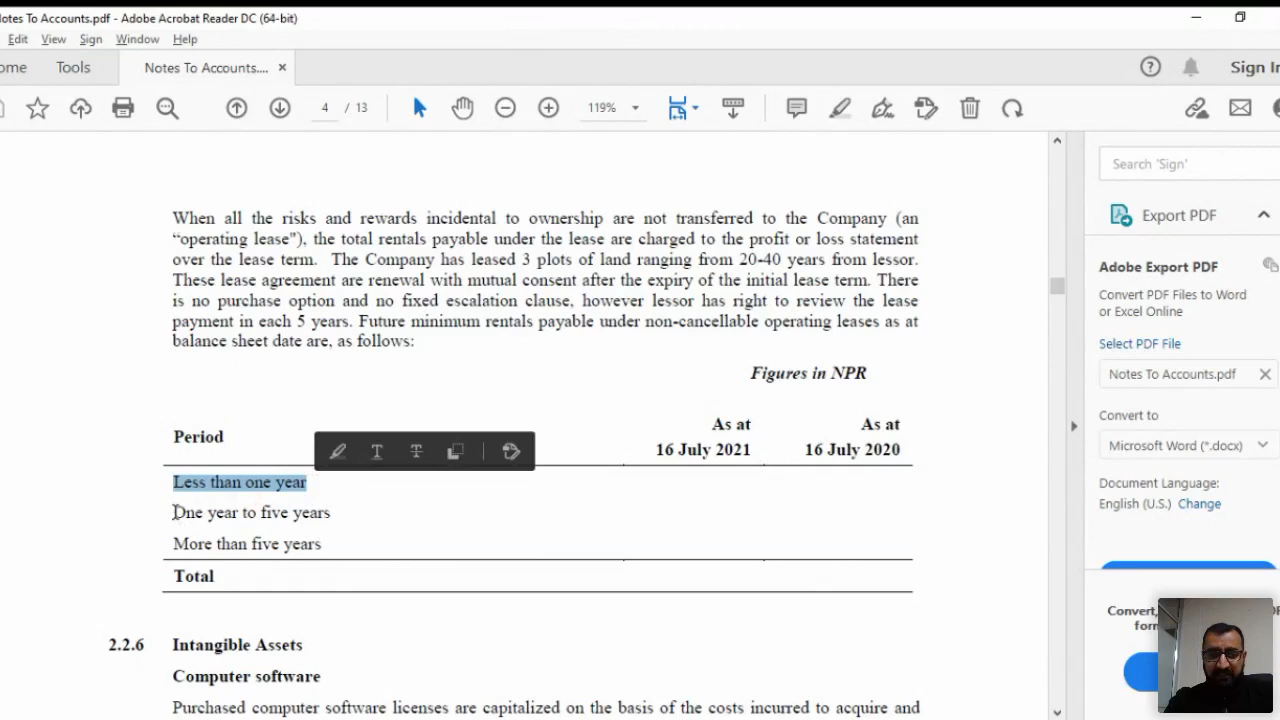 Notes To Accounts.pdf - Adobe Acrobat Reader DC (64-bit)
Edit View Sign Window Help
Tools Notes To Accounts.... × Sign In
4 / 13 119%
Search 'Sign'
When all the risks and rewards incidental to ownership are not transferred to the Company (an
“operating lease"), the total rentals payable under the lease are charged to the profit or loss statement
over the lease term. The Company has leased 3 plots of land ranging from 20-40 years from lessor.
These lease agreement are renewal with mutual consent after the expiry of the initial lease term. There
is no purchase option and no fixed escalation clause, however lessor has right to review the lease
payment in each 5 years. Future minimum rentals payable under non-cancellable operating leases as at
balance sheet date are, as follows:
Figures in NPR
Period As at 16 July 2021 As at 16 July 2020
Less than one year
One year to five years
More than five years
Total
2.2.6 Intangible Assets
Computer software
Purchased computer software licenses are capitalized on the basis of the costs incurred to acquire and
Export PDF
Adobe Export PDF
Convert PDF Files to Word
or Excel Online
Select PDF File
Notes To Accounts.pdf ×
Convert to
Microsoft Word (*.docx)
Document Language:
English (U.S.) Change
Convert,